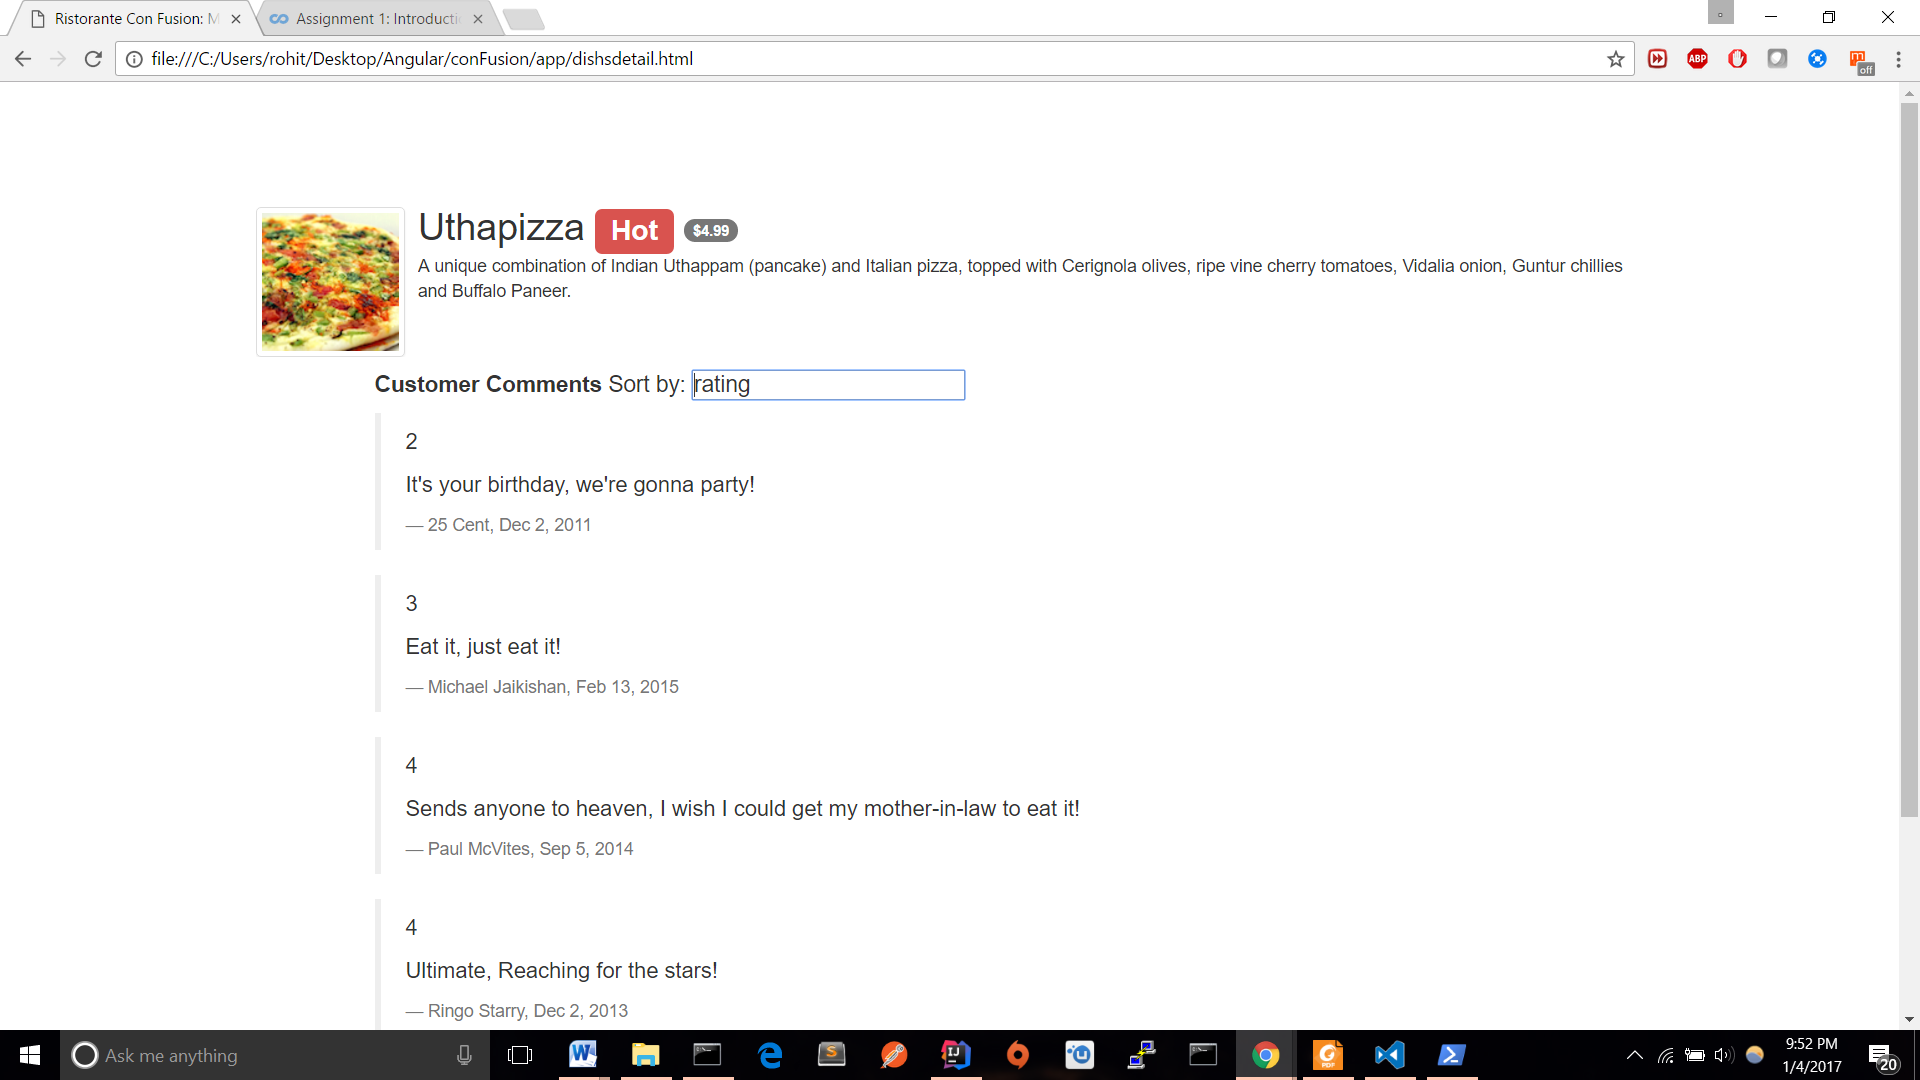 Ristorante Con Fusion: M
Assignment 1: Introducti
file:///C:/Users/rohit/Desktop/Angular/conFusion/app/dishsdetail.html
ABP
off
Uthapizza Hot $4.99
A unique combination of Indian Uthappam (pancake) and Italian pizza, topped with Cerignola olives, ripe vine cherry tomatoes, Vidalia onion, Guntur chillies
and Buffalo Paneer.
Customer Comments Sort by: rating
2
It's your birthday, we're gonna party!
— 25 Cent, Dec 2, 2011
3
Eat it, just eat it!
— Michael Jaikishan, Feb 13, 2015
4
Sends anyone to heaven, I wish I could get my mother-in-law to eat it!
— Paul McVites, Sep 5, 2014
4
Ultimate, Reaching for the stars!
— Ringo Starry, Dec 2, 2013
Ask me anything
9:52 PM
1/4/2017
20